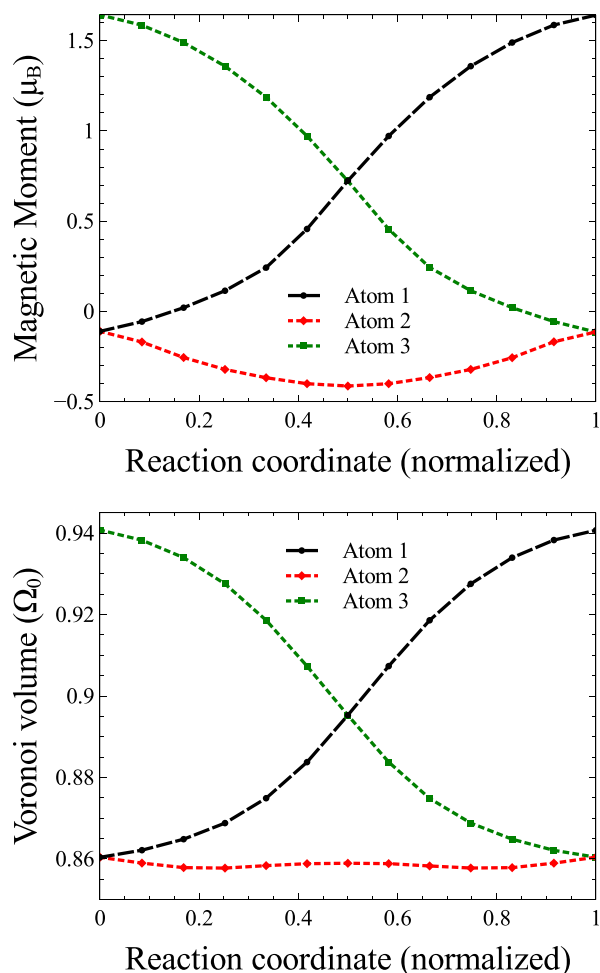 Magnetic Moment (μB)
1.5
1
0.5
0
−0.5
Atom 1
Atom 2
Atom 3
0 0.2 0.4 0.6 0.8 1
Reaction coordinate (normalized)
Voronoi volume (Ω0)
0.94
0.92
0.9
0.88
0.86
Atom 1
Atom 2
Atom 3
0 0.2 0.4 0.6 0.8 1
Reaction coordinate (normalized)